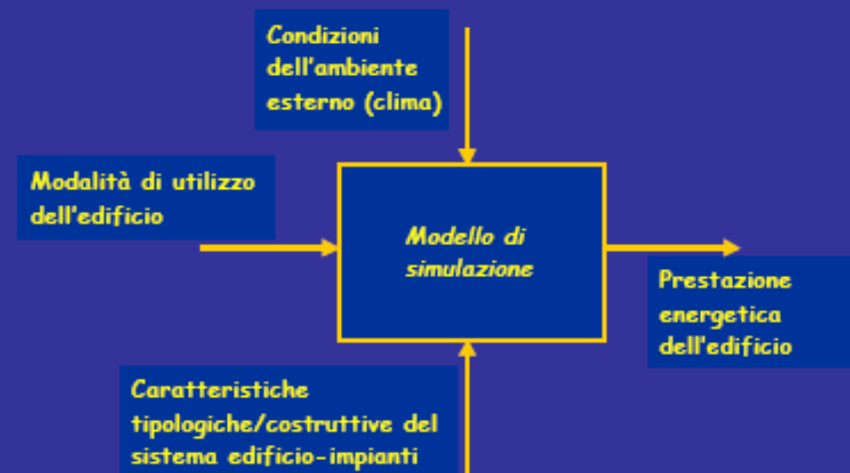 Condizioni
dell'ambiente
esterno (clima)
Modalità di utilizzo
dell'edificio
Modello di
simulazione
Prestazione
energetica
dell'edificio
Caratteristiche
tipologiche/costruttive del
sistema edificio-impianti